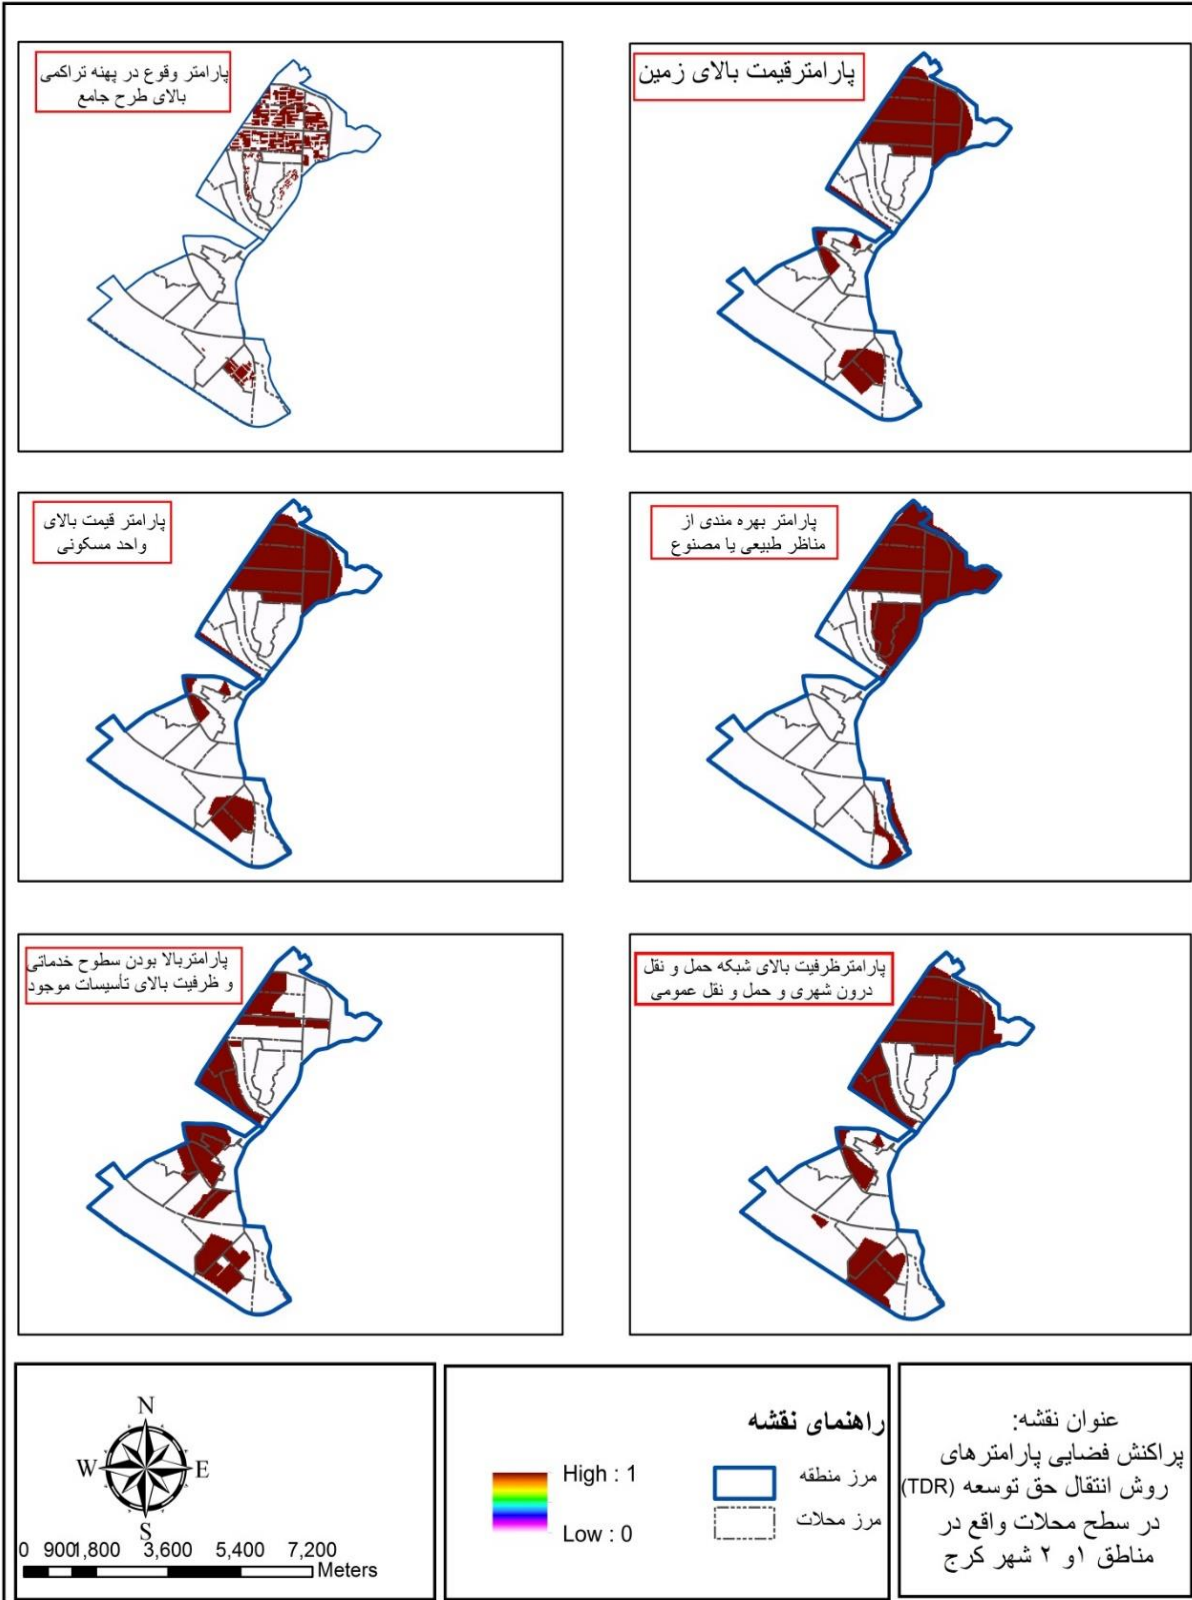 پارامتر وقوع در پهنه تراکمی
بالای طرح جامع
پارامترقیمت بالای زمین
پارامتر قیمت بالای
واحد مسکونی
پارامتر بهره مندی از
مناظر طبیعی یا مصنوع
پارامتربالا بودن سطوح خدماتی
و ظرفیت بالای تأسیسات موجود
پارامترظرفیت بالای شبکه حمل و نقل
درون شهری و حمل و نقل عمومی
N
W
E
S
0 900 1,800 3,600 5,400 7,200
Meters
راهنمای نقشه
High : 1
Low : 0
مرز منطقه
مرز محلات
عنوان نقشه:
پراکنش فضایی پارامترهای
روش انتقال حق توسعه (TDR)
در سطح محلات واقع در
مناطق ۱و ۲ شهر کرج